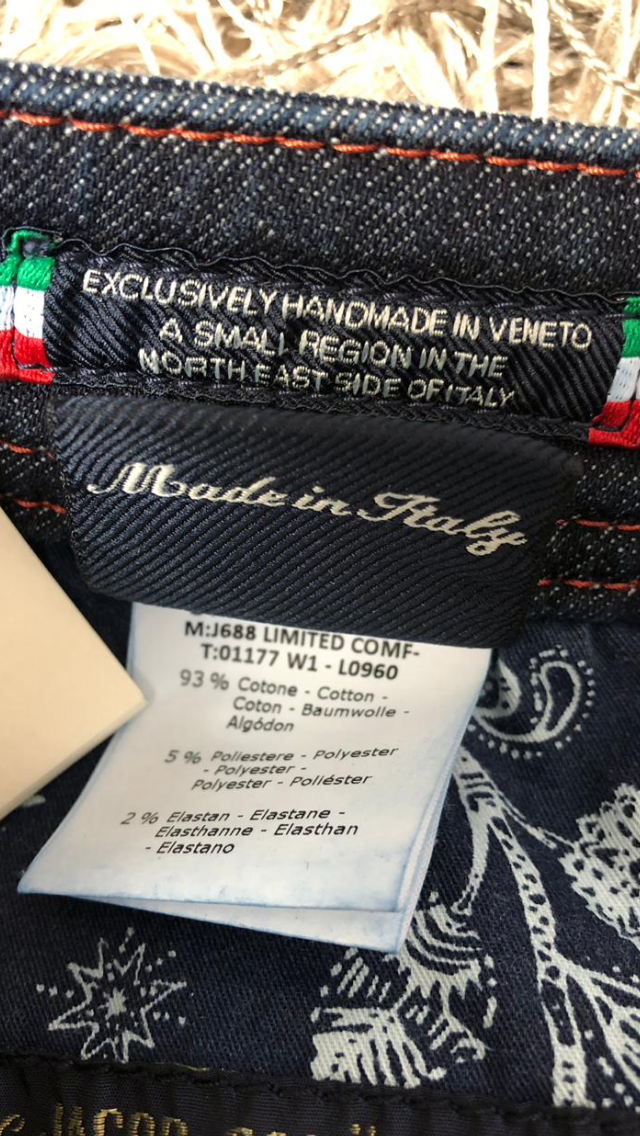 EXCLUSIVELY HANDMADE IN VENETO
A SMALL REGION IN THE
NORTH EAST SIDE OF ITALY
Made in Italy
M:J688 LIMITED COMF-
T:01177 W1 - L0960
93 % Cotone - Cotton -
Coton - Baumwolle -
Algódon
5 % Poliestere - Polyester
- Polyester -
Polyester - Poliéster
2 % Elastan - Elastane -
Elasthanne - Elasthan
- Elastano
JACOB